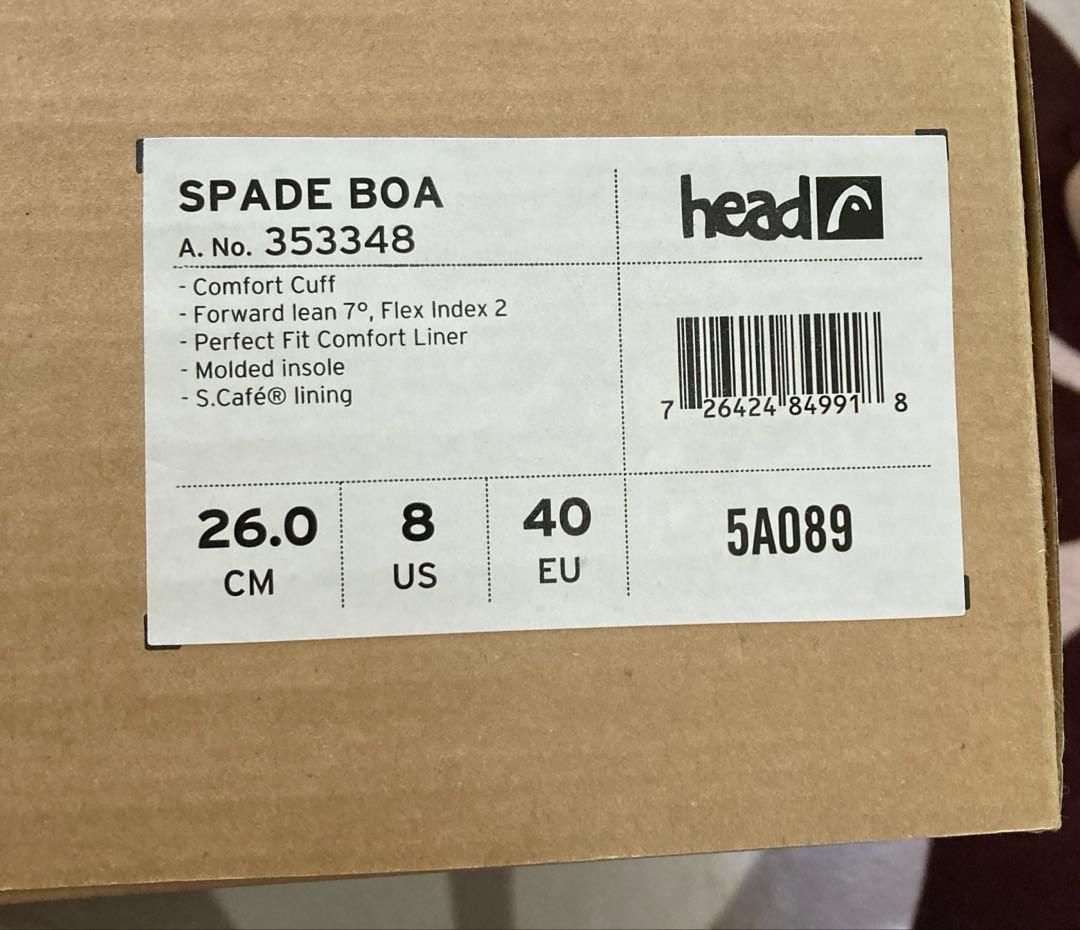 SPADE BOA
A. No. 353348
head
- Comfort Cuff
- Forward lean 7°, Flex Index 2
- Perfect Fit Comfort Liner
- Molded insole
- S.Café® lining
7 26424 84991 8
26.0
CM
8
US
40
EU
5A089